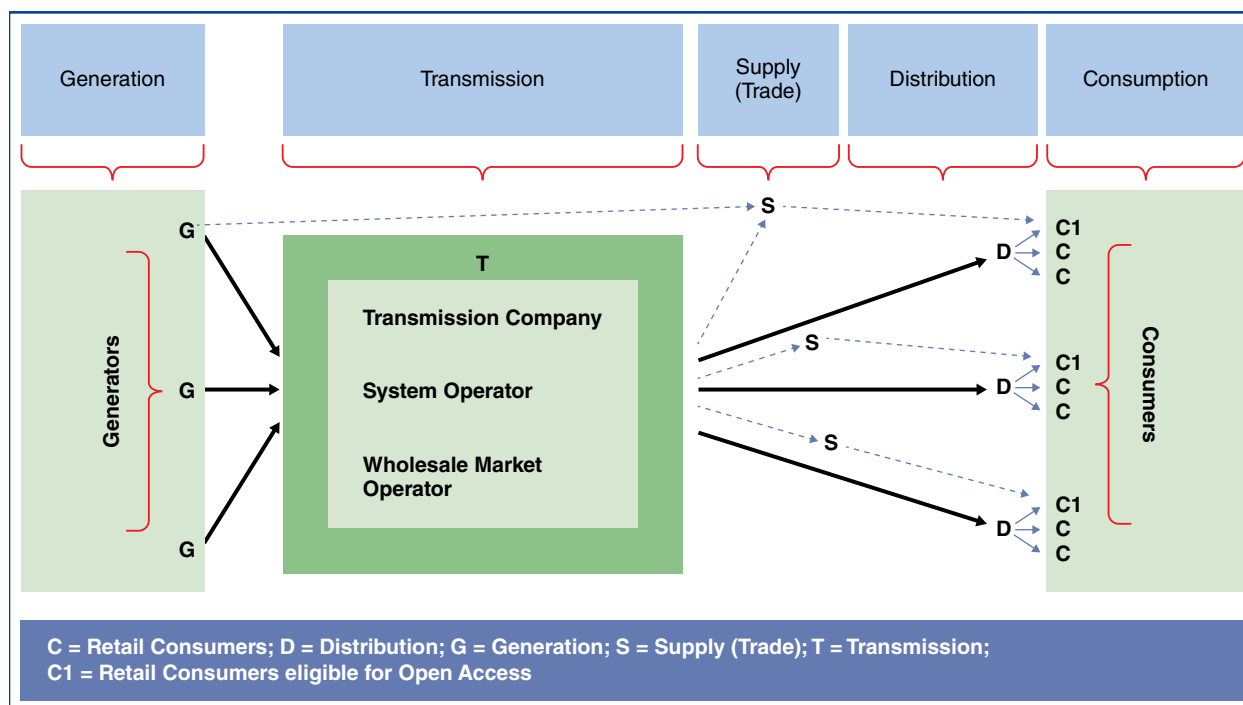 Generation
Transmission
Supply
(Trade)
Distribution
Consumption
G
S
C1
D
C
C
T
Transmission Company
S
C1
Generators
G
System Operator
D
C
C
Consumers
S
Wholesale Market
Operator
C1
D
C
G
C
C = Retail Consumers; D = Distribution; G = Generation; S = Supply (Trade); T = Transmission;
C1 = Retail Consumers eligible for Open Access